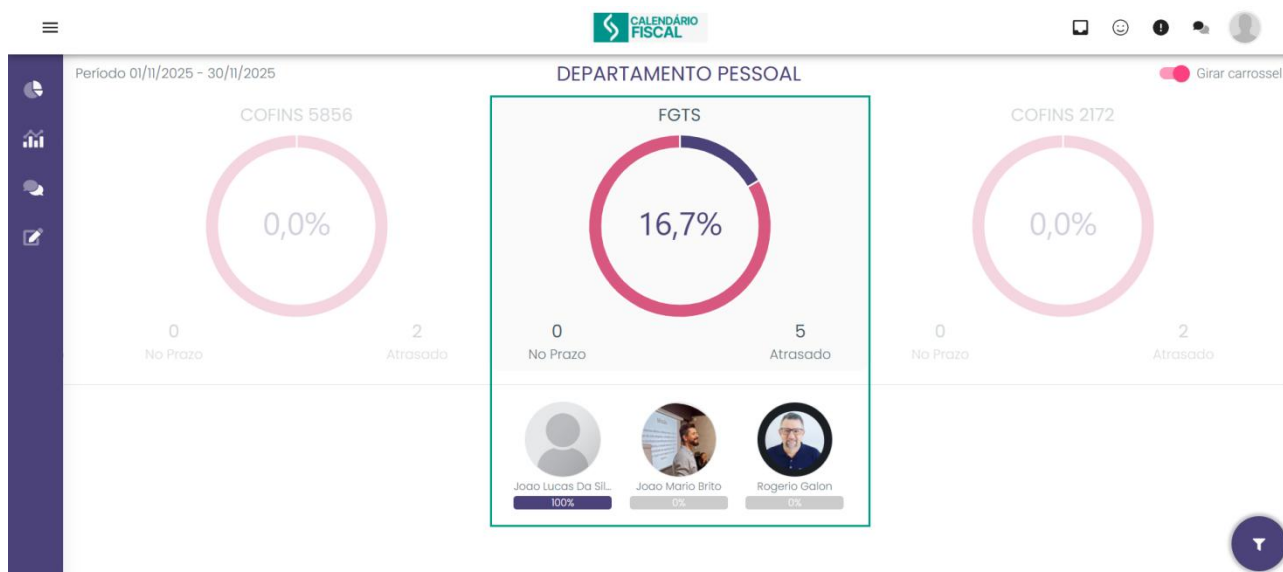 CALENDÁRIO
FISCAL
Período 01/11/2025 - 30/11/2025
DEPARTAMENTO PESSOAL
Girar carrossel
COFINS 5856
FGTS
COFINS 2172
0,0%
16,7%
0,0%
0
2
0
5
0
2
No Prazo
Atrasado
No Prazo
Atrasado
No Prazo
Atrasado
Joao Lucas Da Sil...
Joao Mario Brito
Rogerio Galon
100%
0%
0%